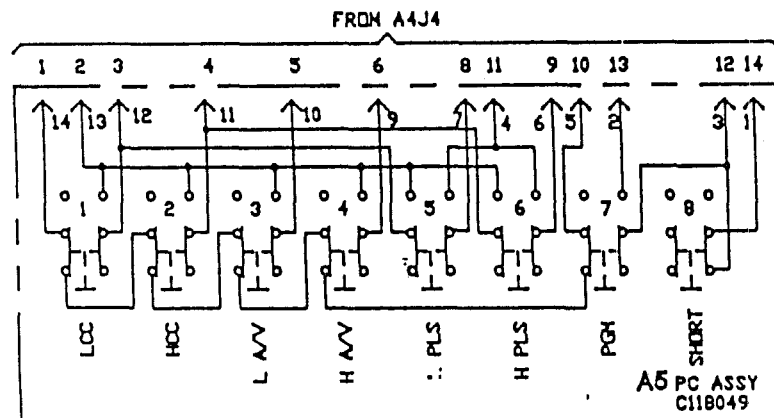 FROM A4J4
1 2 3 4 5 6 8 11 9 10 13 12 14
14 13 12 11 10 9 7 4 6 5 2 3 1
1 2 3 4 5 6 7 8
LCC
HCC
L A/V
H A/V
PLS
H PLS
PGM
SHORT
A5 PC ASSY
C118049